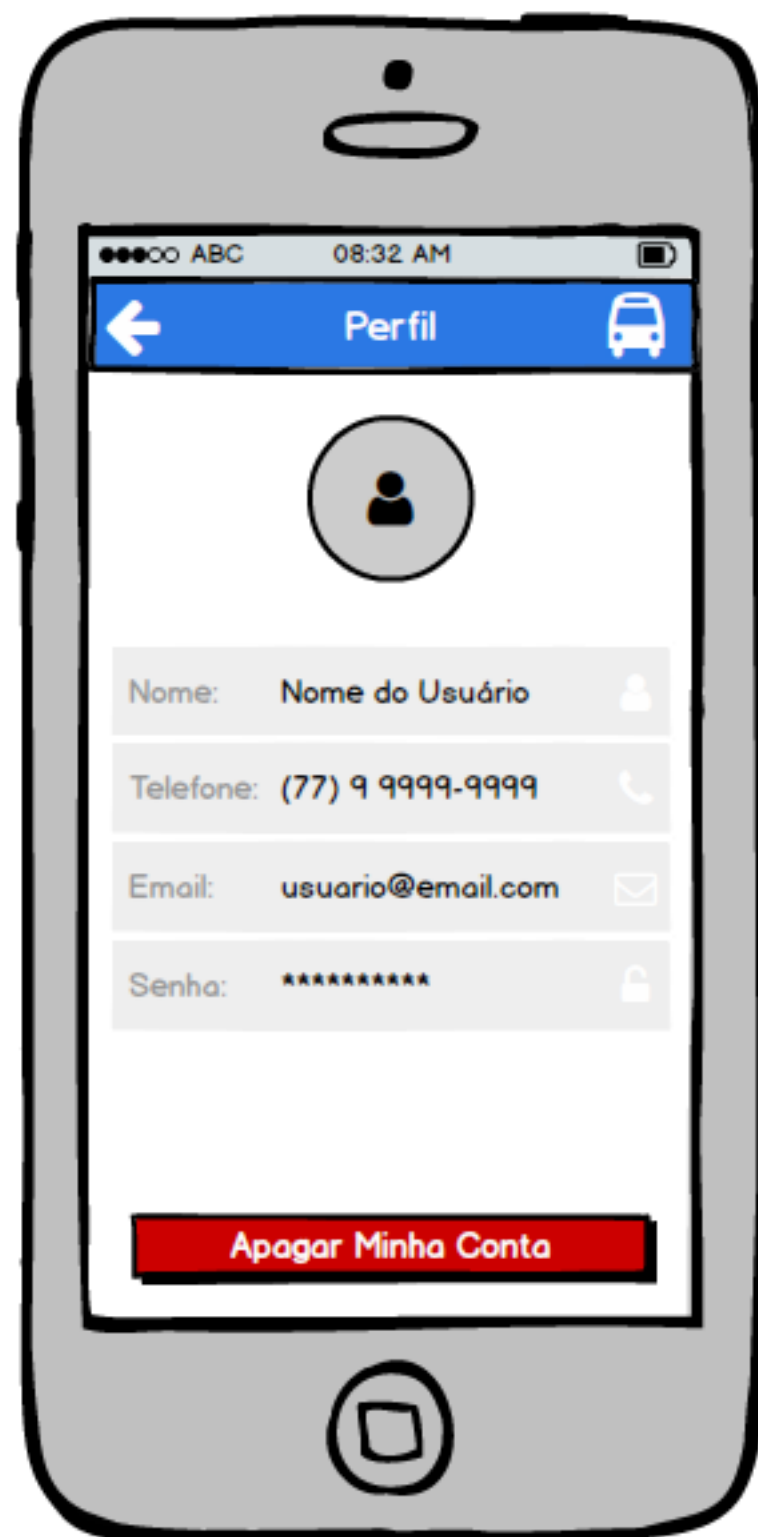 ABC 08:32 AM
Perfil
Nome: Nome do Usuário
Telefone: (77) 9 9999-9999
Email: usuario@email.com
Senha: **********
Apagar Minha Conta